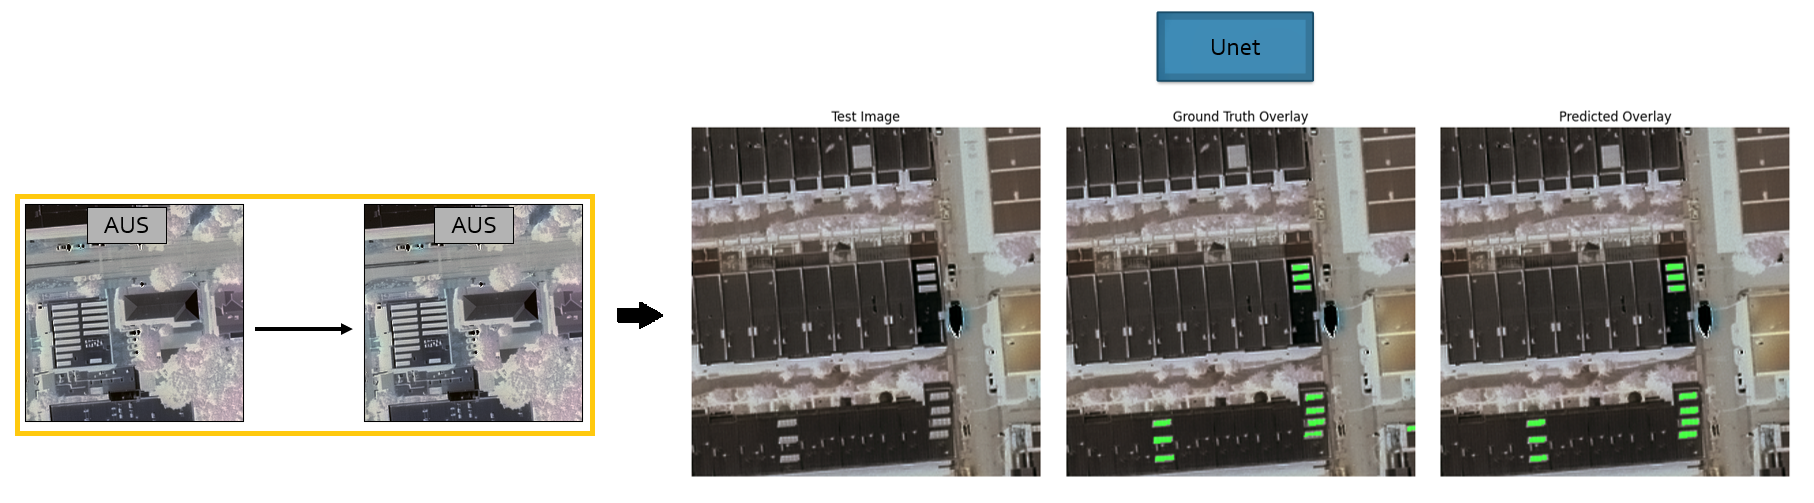 Unet
Test Image
Ground Truth Overlay
Predicted Overlay
AUS
AUS